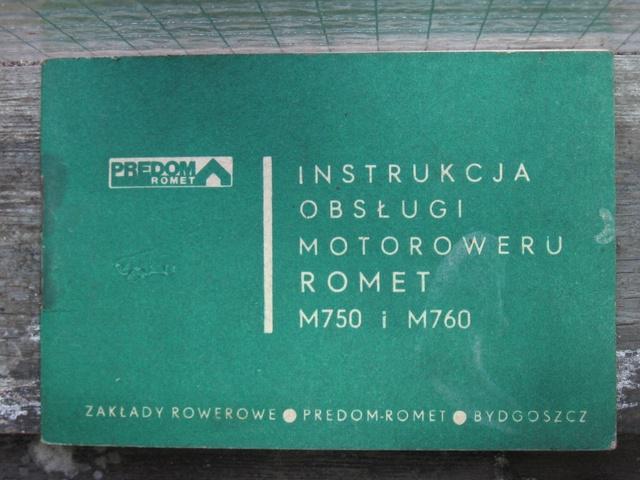 PREDOM
ROMET
INSTRUKCJA
OBSŁUGI
MOTOROWERU
ROMET
M750 i M760
ZAKŁADY ROWEROWE ● PREDOM-ROMET ● BYDGOSZCZ